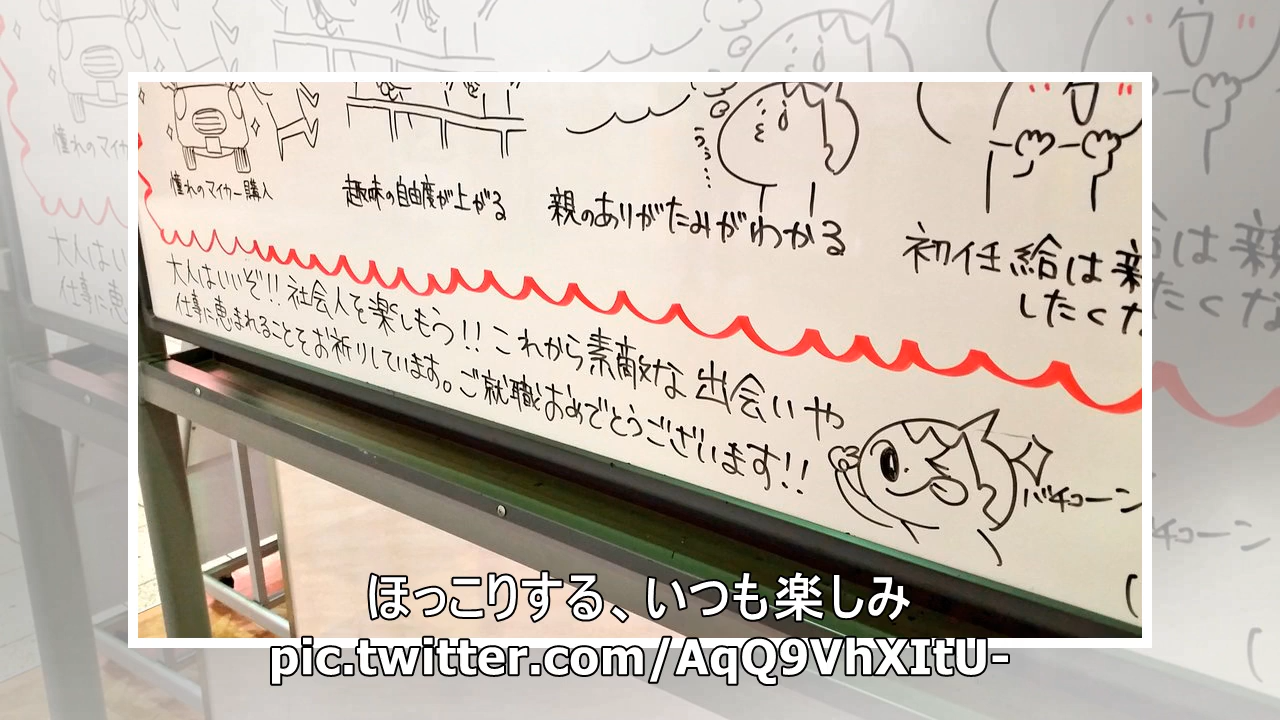 憧れのマイカー購入
趣味の自由度が上がる
うぅ…
親のありがたみがわかる
初任給は親
したくな
大人はいいぞ!!社会人を楽しもう!!これから素敵な出会いや
仕事に恵まれることをお祈りしています。ご就職おめでとうございます!!
バチコーン
ほっこりする、いつも楽しみ
pic.twitter.com/AqQ9VhXItU-